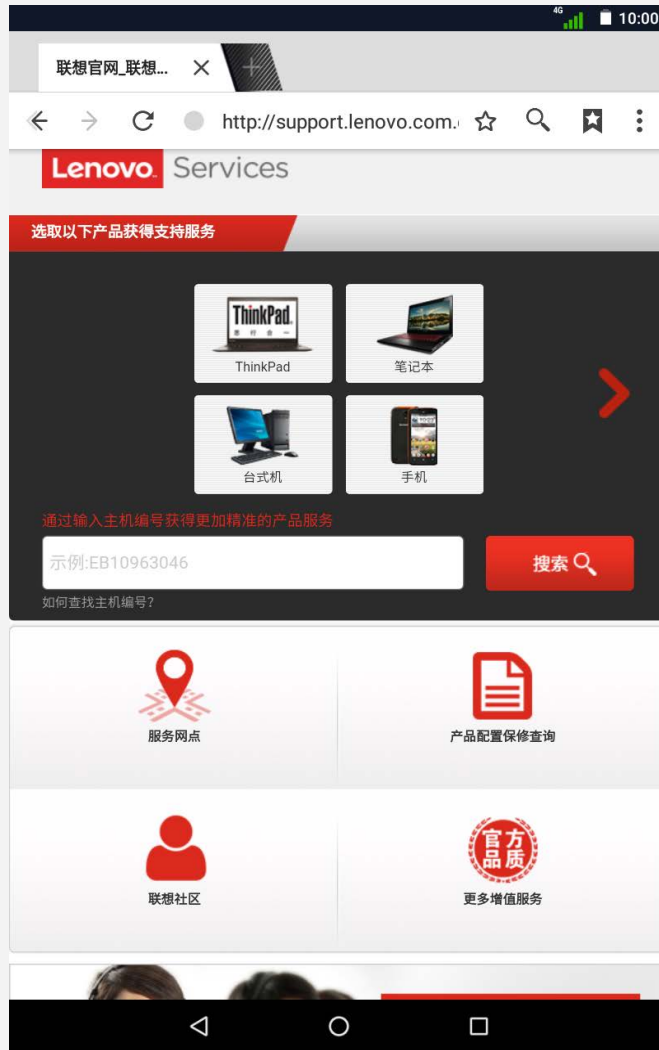 4G 10:00
联想官网_联想...
http://support.lenovo.com.
Lenovo Services
选取以下产品获得支持服务
ThinkPad
思行合一
ThinkPad
笔记本
台式机
手机
通过输入主机编号获得更加精准的产品服务
示例:EB10963046
搜索
如何查找主机编号?
服务网点
产品配置保修查询
官方
品质
联想社区
更多增值服务